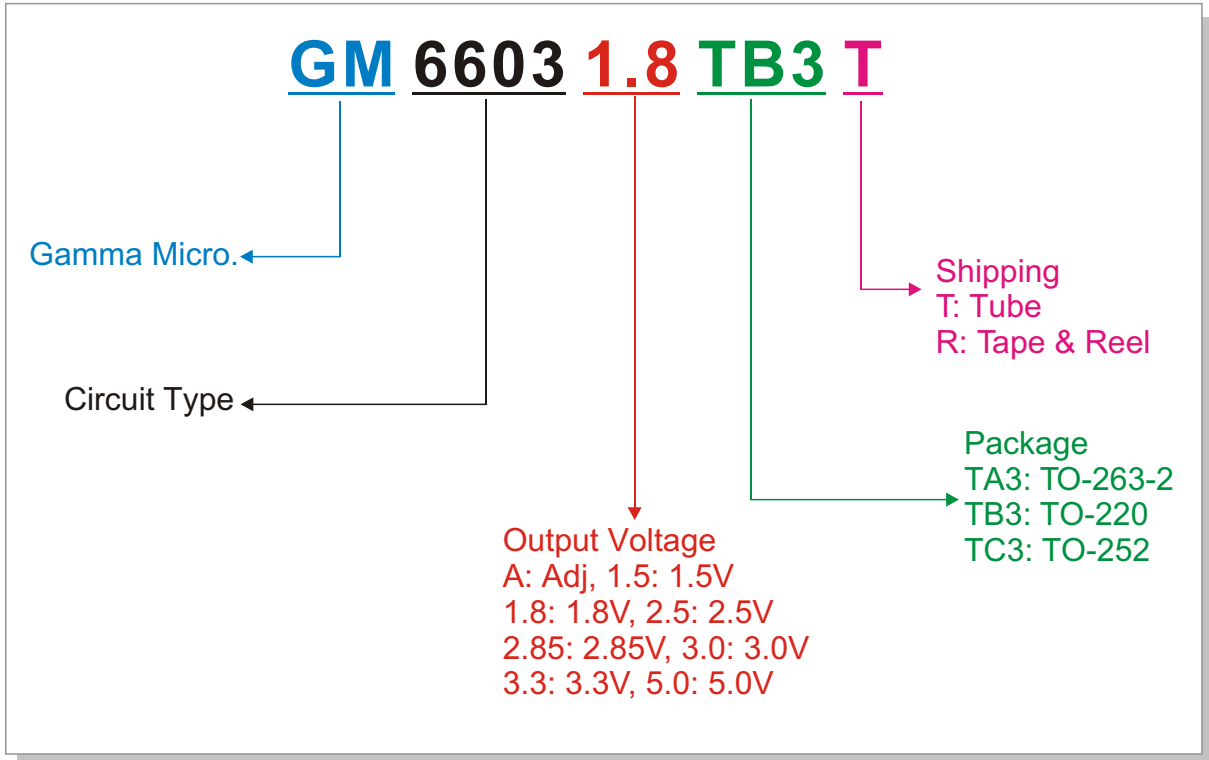 GM 6603 1.8 TB3 T
Gamma Micro.
Circuit Type
Output Voltage
A: Adj, 1.5: 1.5V
1.8: 1.8V, 2.5: 2.5V
2.85: 2.85V, 3.0: 3.0V
3.3: 3.3V, 5.0: 5.0V
Package
TA3: TO-263-2
TB3: TO-220
TC3: TO-252
Shipping
T: Tube
R: Tape & Reel